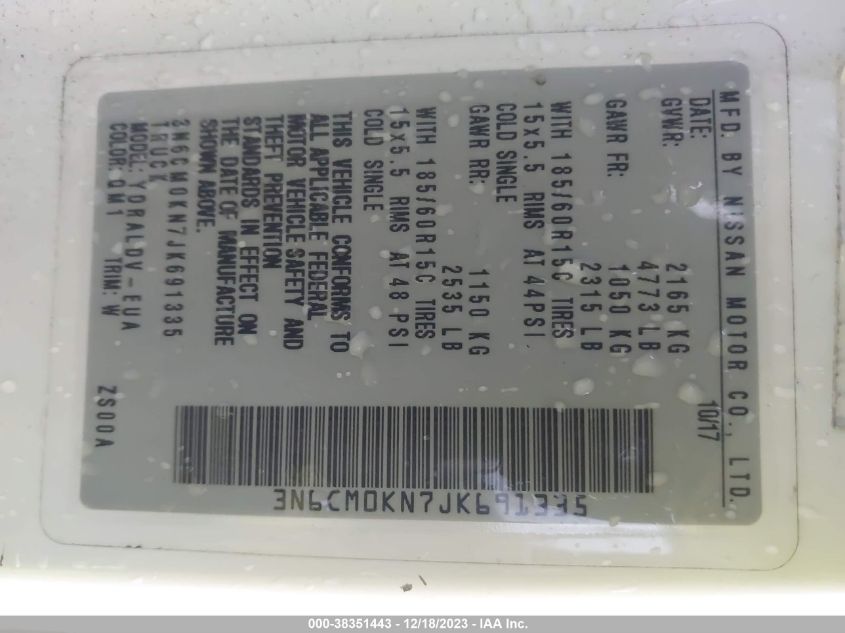 MFD. BY NISSAN MOTOR CO., LTD.
DATE: 10/17
GVWR: 2165 KG
4773 LB
GAWR FR: 1050 KG
2315 LB
WITH 185/60R15C TIRES
15x5.5 RIMS AT 44PSI.
COLD SINGLE
GAWR RR: 1150 KG
2535 LB
WITH 185/60R15C TIRES
15x5.5 RIMS AT 48 PSI
COLD SINGLE
THIS VEHICLE CONFORMS TO
ALL APPLICABLE FEDERAL
MOTOR VEHICLE SAFETY AND
THEFT PREVENTION
STANDARDS IN EFFECT ON
THE DATE OF MANUFACTURE
SHOWN ABOVE.
3N6CM0KN7JK691335
TRUCK
MODEL: YDRALDV-EUA
COLOR: QM1 TRIM: W
ZS00A
3N6CM0KN7JK691335
000-38351443 - 12/18/2023 - IAA Inc.